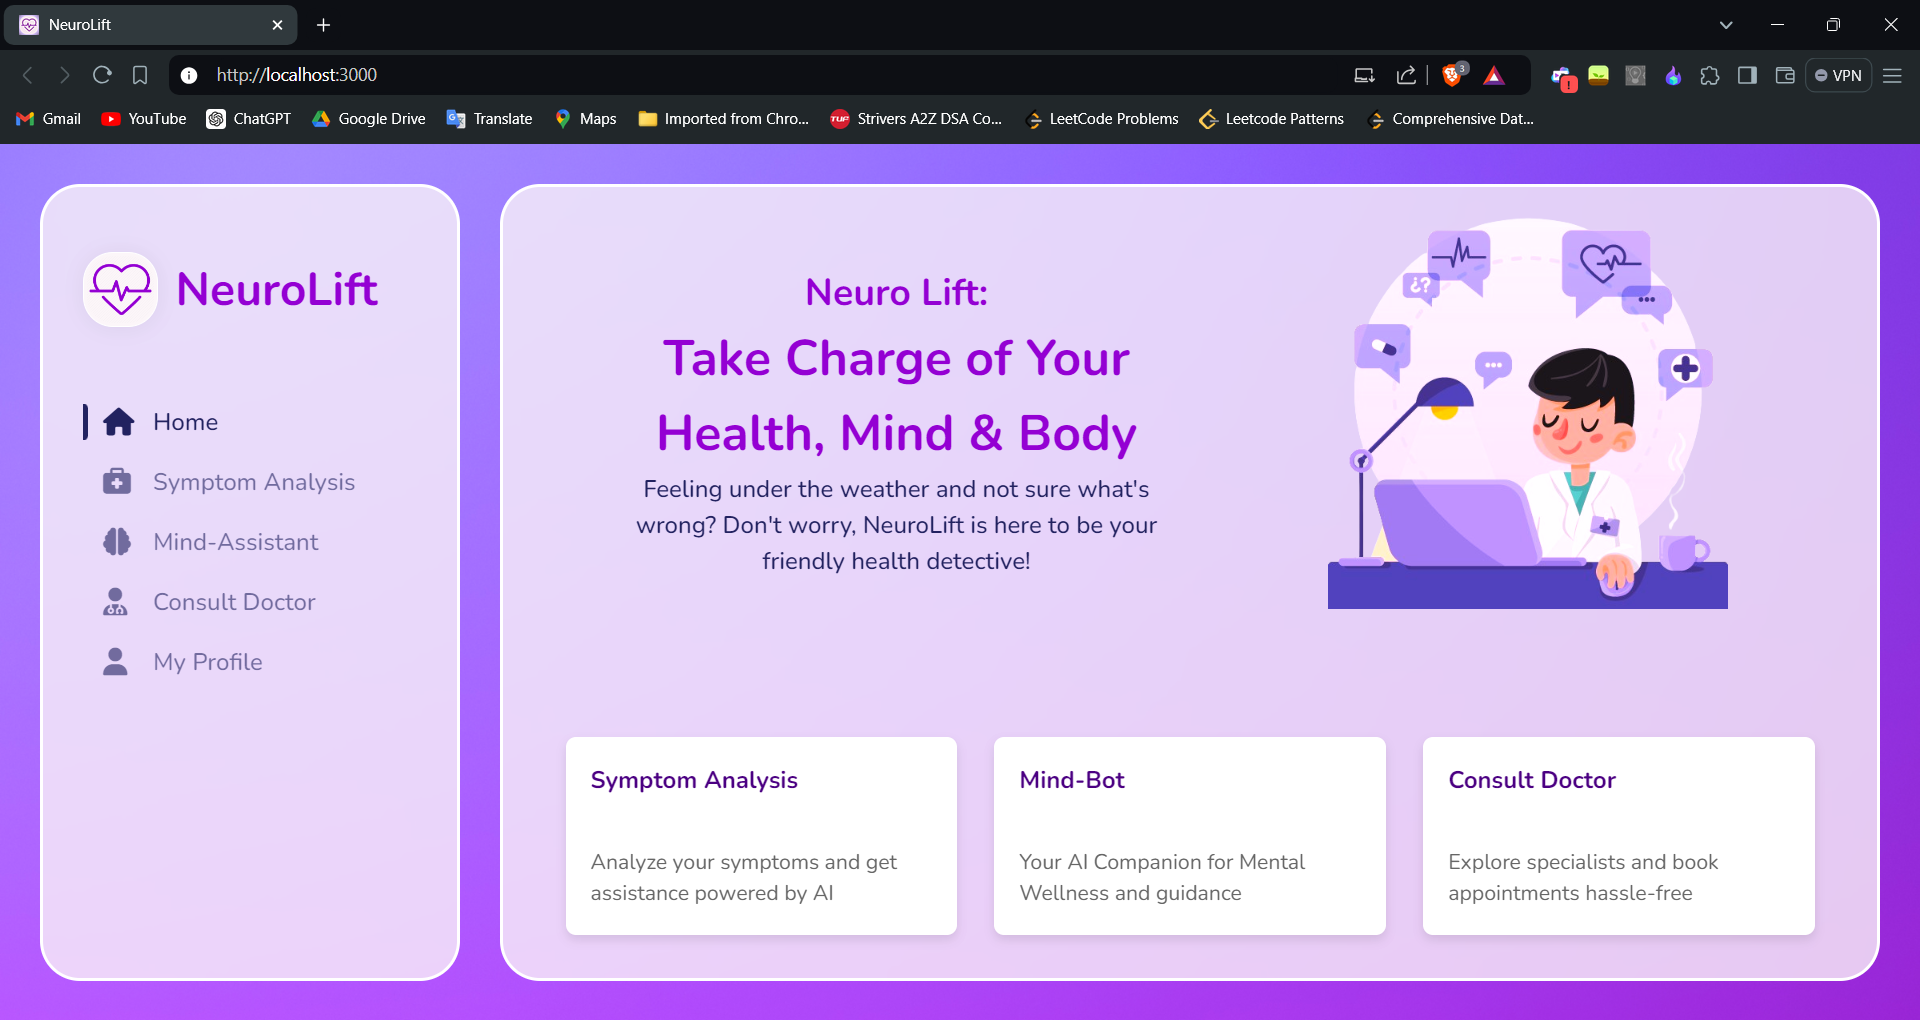 NeuroLift
http://localhost:3000
3
VPN
Gmail
YouTube
ChatGPT
Google Drive
Translate
Maps
Imported from Chro...
TUF
Strivers A2Z DSA Co...
LeetCode Problems
Leetcode Patterns
Comprehensive Dat...
NeuroLift
Home
Symptom Analysis
Mind-Assistant
Consult Doctor
My Profile
Neuro Lift:
Take Charge of Your
Health, Mind & Body
Feeling under the weather and not sure what's
wrong? Don't worry, NeuroLift is here to be your
friendly health detective!
¿?
Symptom Analysis
Analyze your symptoms and get
assistance powered by AI
Mind-Bot
Your AI Companion for Mental
Wellness and guidance
Consult Doctor
Explore specialists and book
appointments hassle-free